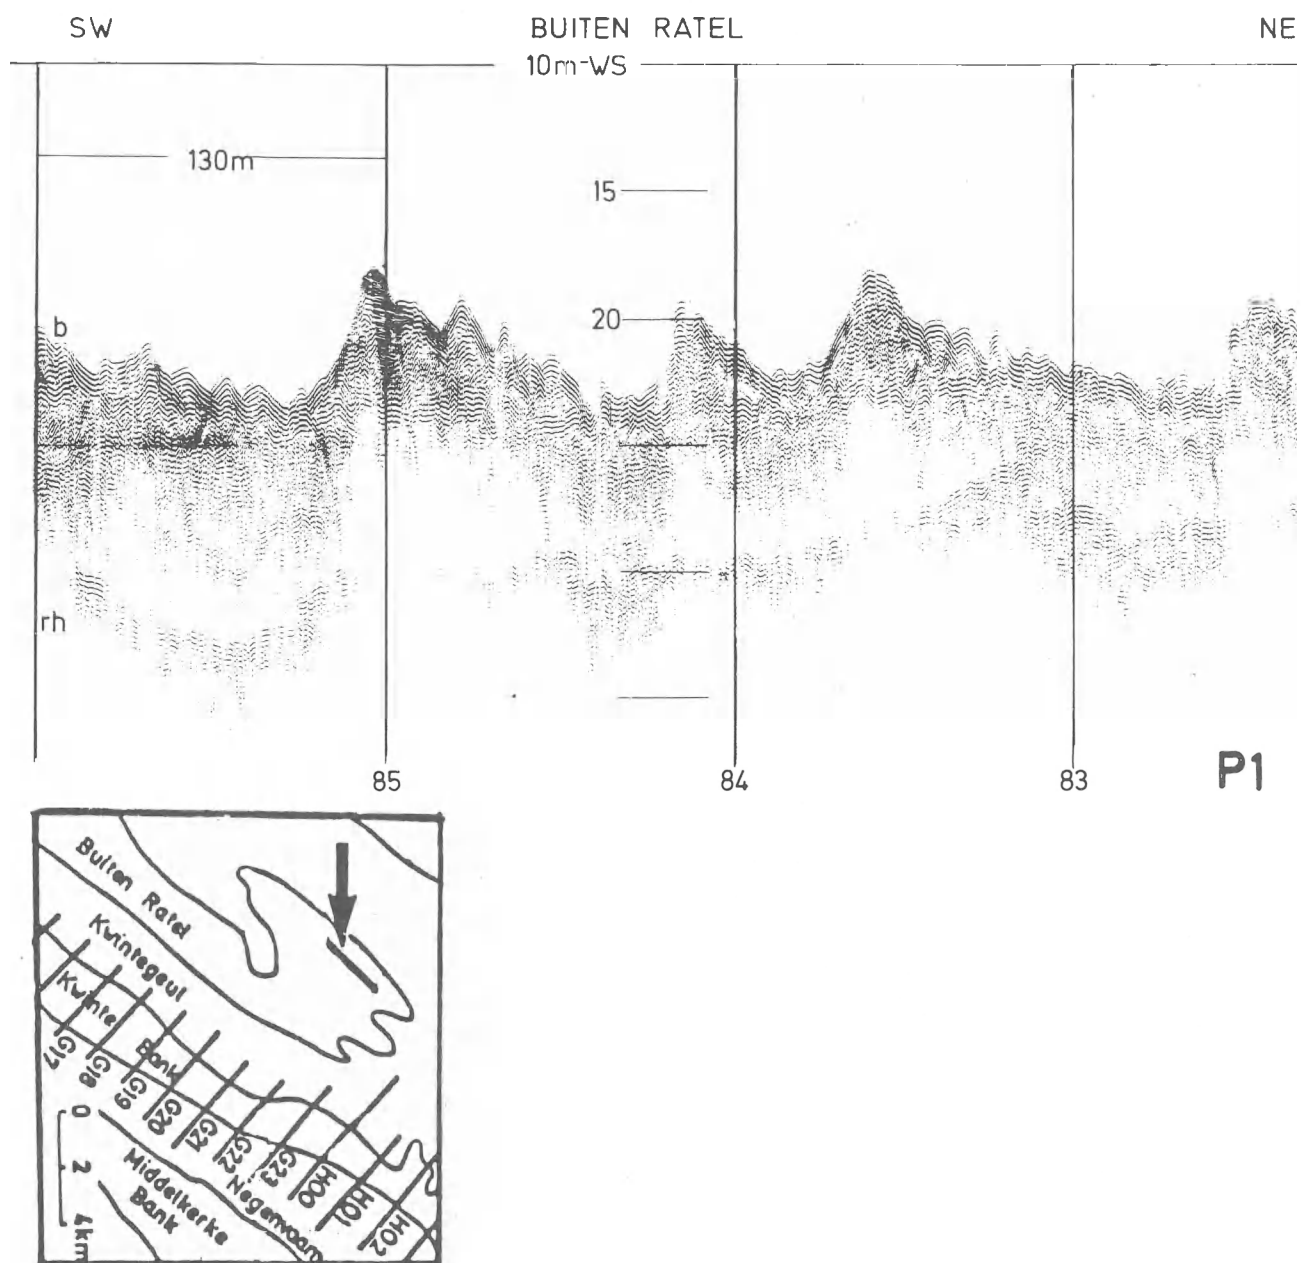 SW BUITEN RATEL NE
10m-WS
130m
15
b
20
rh
85 84 83 P1
Buiten Ratel
Kwintegeul
Kwinte Bank
G17 G18 G19 G20 G21 G22 G23 H00 H01 H02
Negenvaam
Middelkerke
Bank
0 2 4km